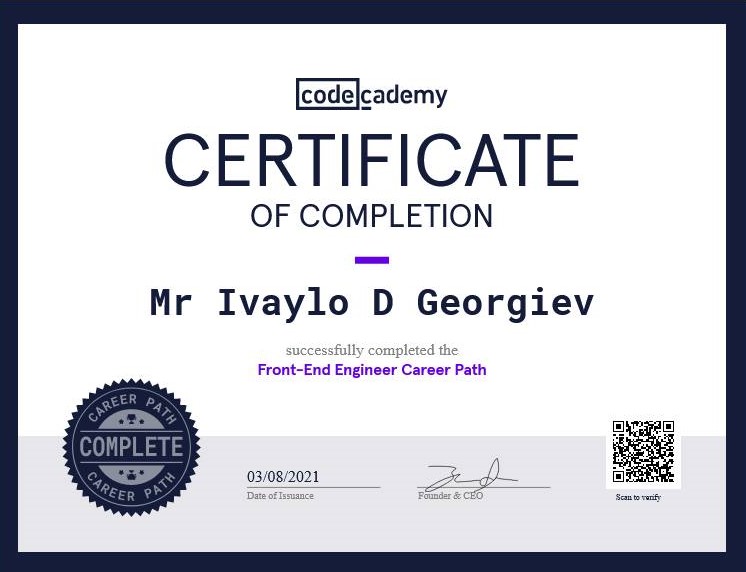 codecademy
CERTIFICATE
OF COMPLETION
Mr Ivaylo D Georgiev
successfully completed the
Front-End Engineer Career Path
CAREER PATH
COMPLETE
CAREER PATH
03/08/2021
Date of Issuance
Founder & CEO
Scan to verify